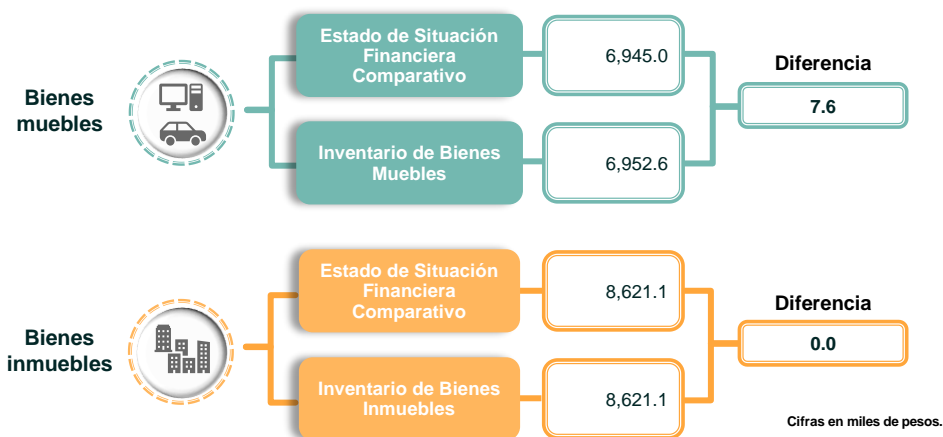 Bienes
muebles
Estado de Situación
Financiera
Comparativo
6,945.0
Inventario de Bienes
Muebles
6,952.6
Diferencia
7.6
Bienes
inmuebles
Estado de Situación
Financiera
Comparativo
8,621.1
Inventario de Bienes
Inmuebles
8,621.1
Diferencia
0.0
Cifras en miles de pesos.